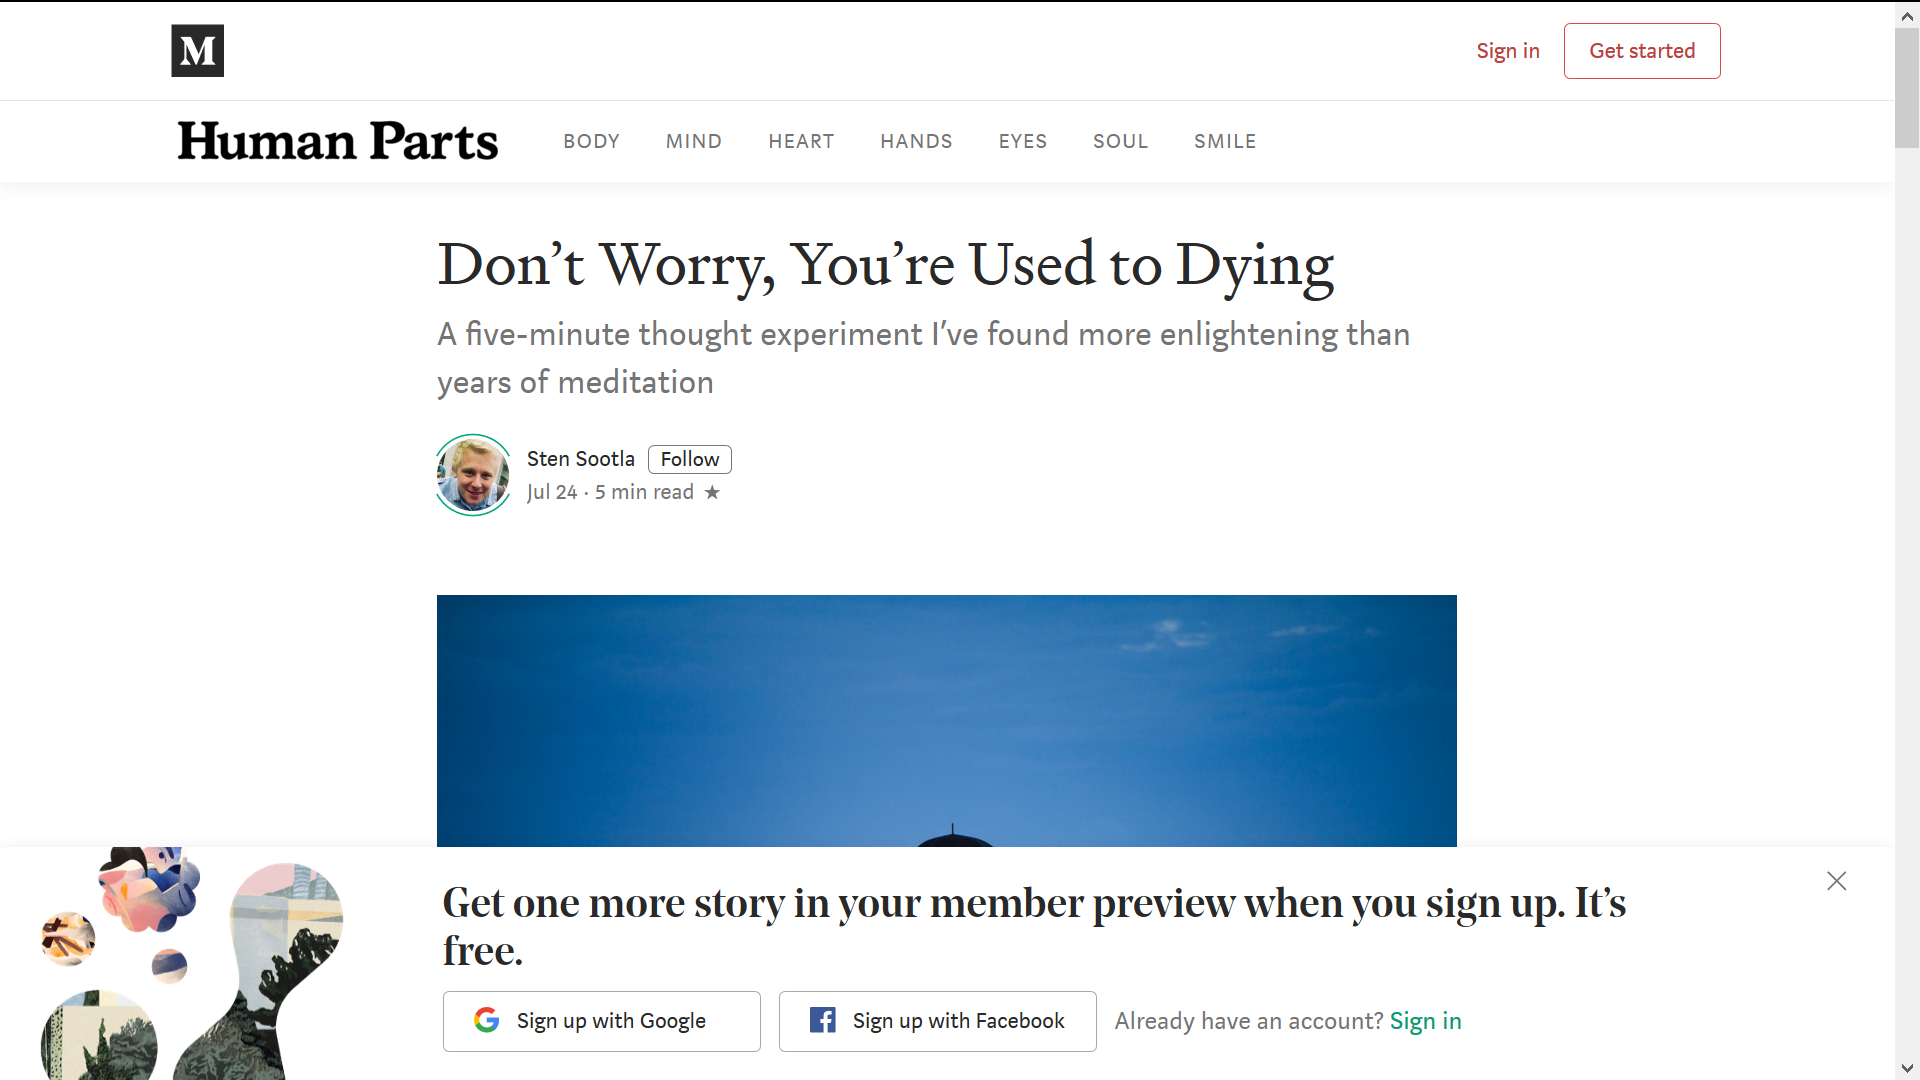 M
Sign in
Get started
Human Parts
BODY
MIND
HEART
HANDS
EYES
SOUL
SMILE
Don’t Worry, You’re Used to Dying
A five-minute thought experiment I’ve found more enlightening than
years of meditation
Sten Sootla
Follow
Jul 24 · 5 min read ★
Get one more story in your member preview when you sign up. It’s
free.
Sign up with Google
Sign up with Facebook
Already have an account? Sign in